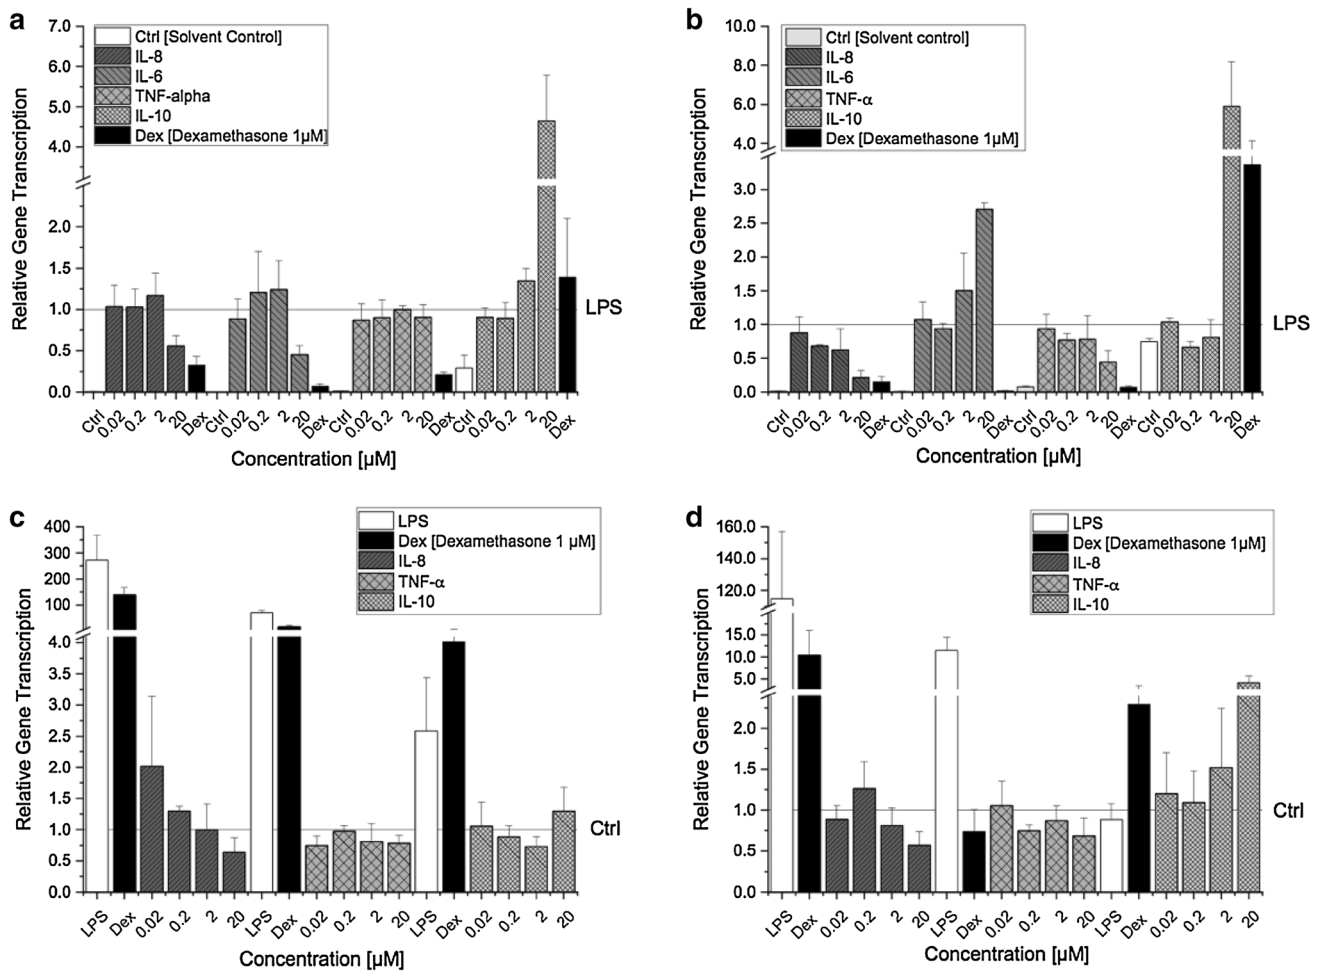 a
7.0
6.0
5.0
4.0
2.0
1.5
1.0
0.5
0.0
Relative Gene Transcription
Ctrl [Solvent Control]
IL-8
IL-6
TNF-alpha
IL-10
Dex [Dexamethasone 1µM]
LPS
Ctrl 0.02 0.2 2 20 Dex Ctrl 0.02 0.2 2 20 Dex Ctrl 0.02 0.2 2 20 Dex Ctrl 0.02 0.2 2 20 Dex
Concentration [µM]
b
10.0
8.0
6.0
4.0
3.0
2.5
2.0
1.5
1.0
0.5
0.0
Relative Gene Transcription
Ctrl [Solvent control]
IL-8
IL-6
TNF-α
IL-10
Dex [Dexamethasone 1µM]
LPS
Ctrl 0.02 0.2 2 20 Dex Ctrl 0.02 0.2 2 20 Dex Ctrl 0.02 0.2 2 20 Dex Ctrl 0.02 0.2 2 20 Dex
Concentration [µM]
c
400
300
200
100
4.0
3.5
3.0
2.5
2.0
1.5
1.0
0.5
0.0
Relative Gene Transcription
LPS
Dex [Dexamethasone 1 µM]
IL-8
TNF-α
IL-10
Ctrl
LPS Dex 0.02 0.2 2 20 LPS Dex 0.02 0.2 2 20 LPS Dex 0.02 0.2 2 20
Concentration [µM]
d
160.0
140.0
120.0
15.0
10.0
5.0
2.0
1.5
1.0
0.5
0.0
Relative Gene Transcription
LPS
Dex [Dexamethasone 1µM]
IL-8
TNF-α
IL-10
Ctrl
LPS Dex 0.02 0.2 2 20 LPS Dex 0.02 0.2 2 20 LPS Dex 0.02 0.2 2 20
Concentration [µM]